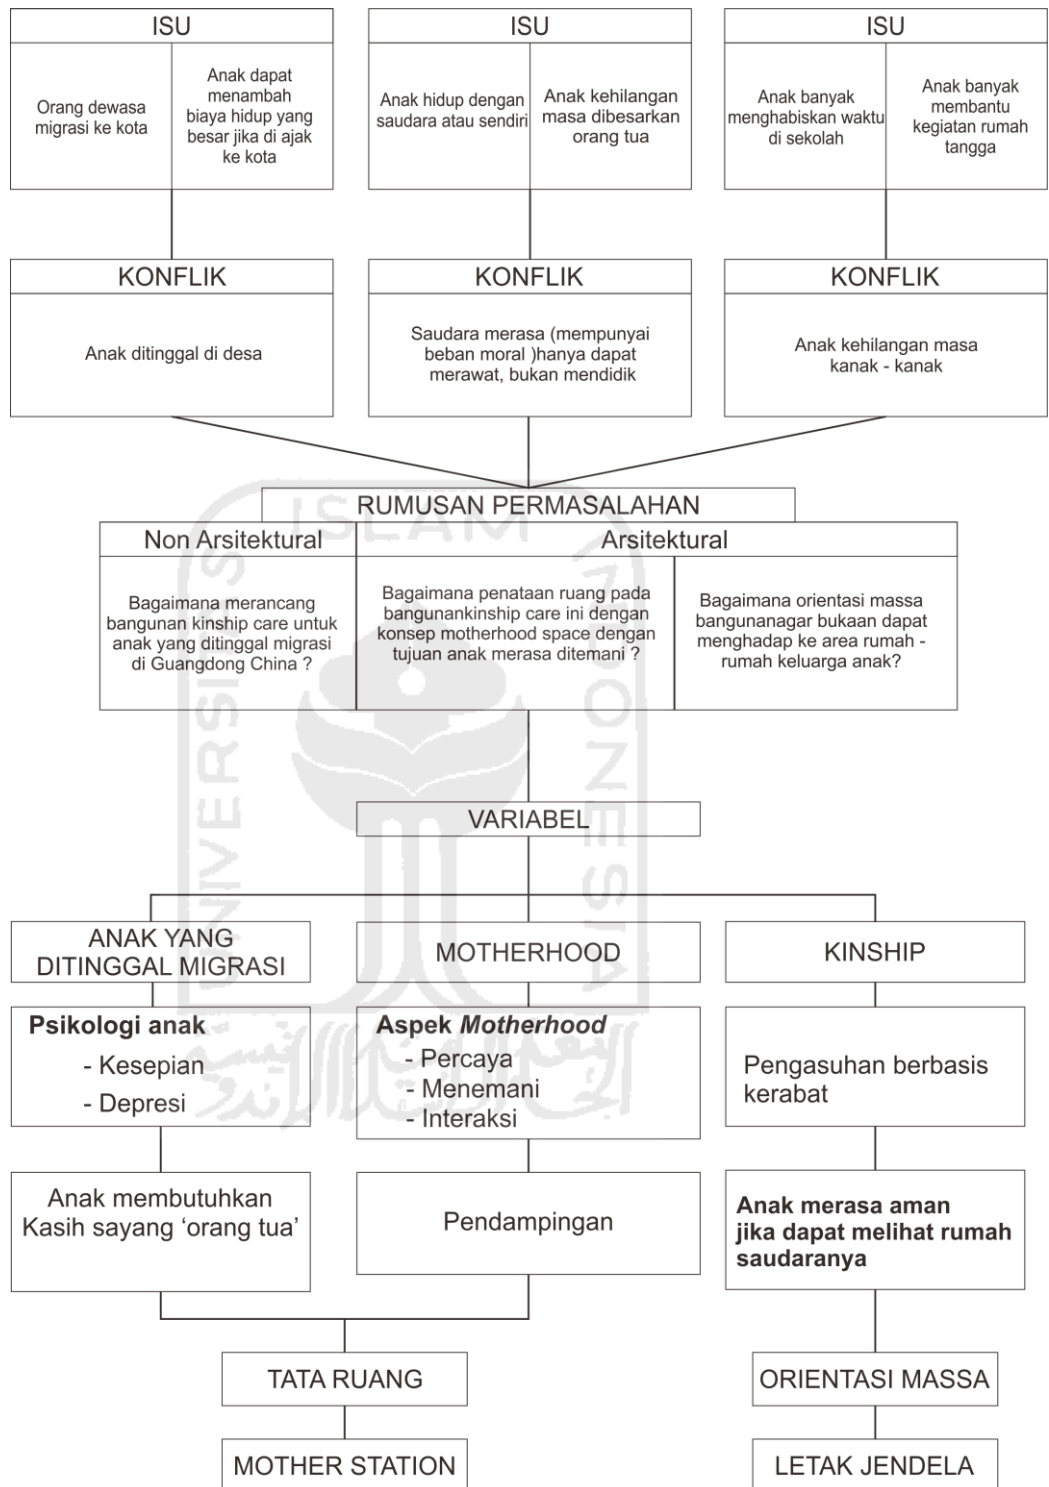 ISU
Orang dewasa
migrasi ke kota
Anak dapat
menambah
biaya hidup yang
besar jika di ajak
ke kota
ISU
Anak hidup dengan
saudara atau sendiri
Anak kehilangan
masa dibesarkan
orang tua
ISU
Anak banyak
menghabiskan waktu
di sekolah
Anak banyak
membantu
kegiatan rumah
tangga
KONFLIK
Anak ditinggal di desa
KONFLIK
Saudara merasa (mempunyai
beban moral )hanya dapat
merawat, bukan mendidik
KONFLIK
Anak kehilangan masa
kanak - kanak
RUMUSAN PERMASALAHAN
Non Arsitektural
Bagaimana merancang
bangunan kinship care untuk
anak yang ditinggal migrasi
di Guangdong China ?
Arsitektural
Bagaimana penataan ruang pada
bangunankinship care ini dengan
konsep motherhood space dengan
tujuan anak merasa ditemani ?
Bagaimana orientasi massa
bangunanagar bukaan dapat
menghadap ke area rumah -
rumah keluarga anak?
VARIABEL
ANAK YANG
DITINGGAL MIGRASI
MOTHERHOOD
KINSHIP
Psikologi anak
- Kesepian
- Depresi
Aspek Motherhood
- Percaya
- Menemani
- Interaksi
Pengasuhan berbasis
kerabat
Anak membutuhkan
Kasih sayang ‘orang tua’
Pendampingan
Anak merasa aman
jika dapat melihat rumah
saudaranya
TATA RUANG
ORIENTASI MASSA
MOTHER STATION
LETAK JENDELA
UNIVERSITAS
ISLAM
INDONESIA